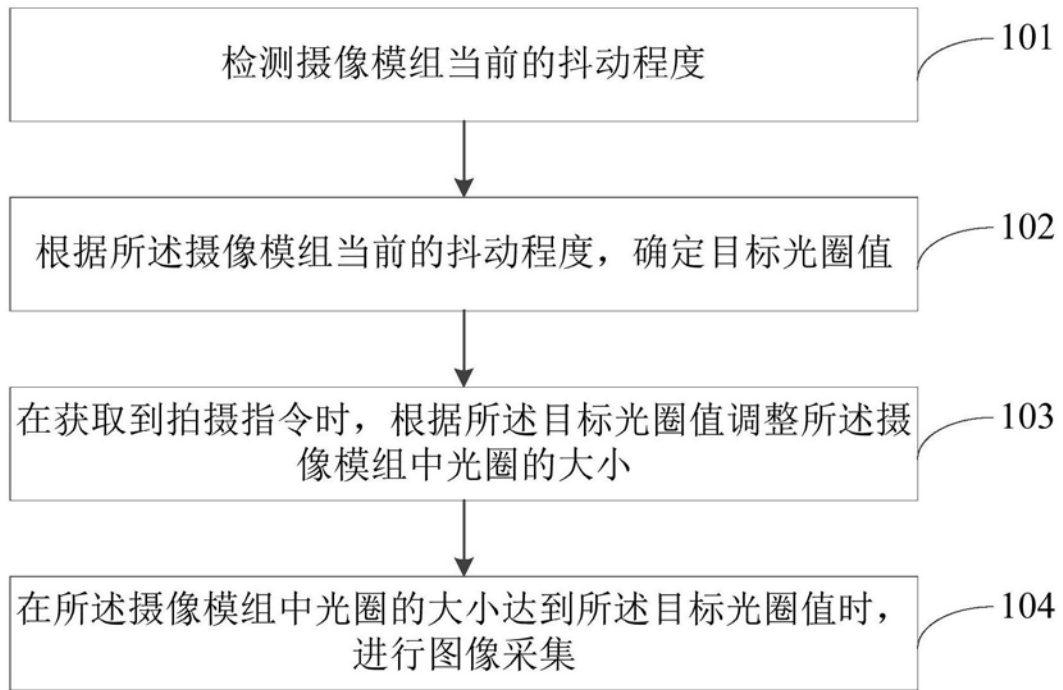 检测摄像模组当前的抖动程度
101
根据所述摄像模组当前的抖动程度，确定目标光圈值
102
在获取到拍摄指令时，根据所述目标光圈值调整所述摄
像模组中光圈的大小
103
在所述摄像模组中光圈的大小达到所述目标光圈值时，
进行图像采集
104